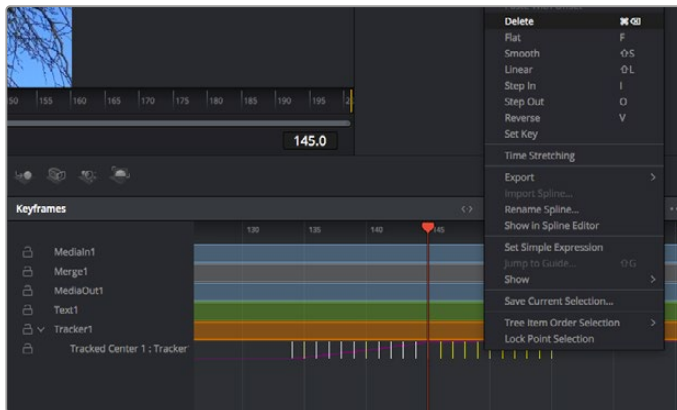 Delete ⌘⌫
Flat F
Smooth ⇧S
Linear ⇧L
Step In I
Step Out O
Reverse V
Set Key
Time Stretching
Export >
Import Spline...
Rename Spline...
Show in Spline Editor
Set Simple Expression
Jump to Guide... ⇧G
Show >
Save Current Selection...
Tree Item Order Selection >
Lock Point Selection
50 155 160 165 170 175 180 185 190 195
145.0
Keyframes
130 135 140 145
MediaIn1
Merge1
MediaOut1
Text1
Tracker1
Tracked Center 1 : Tracker